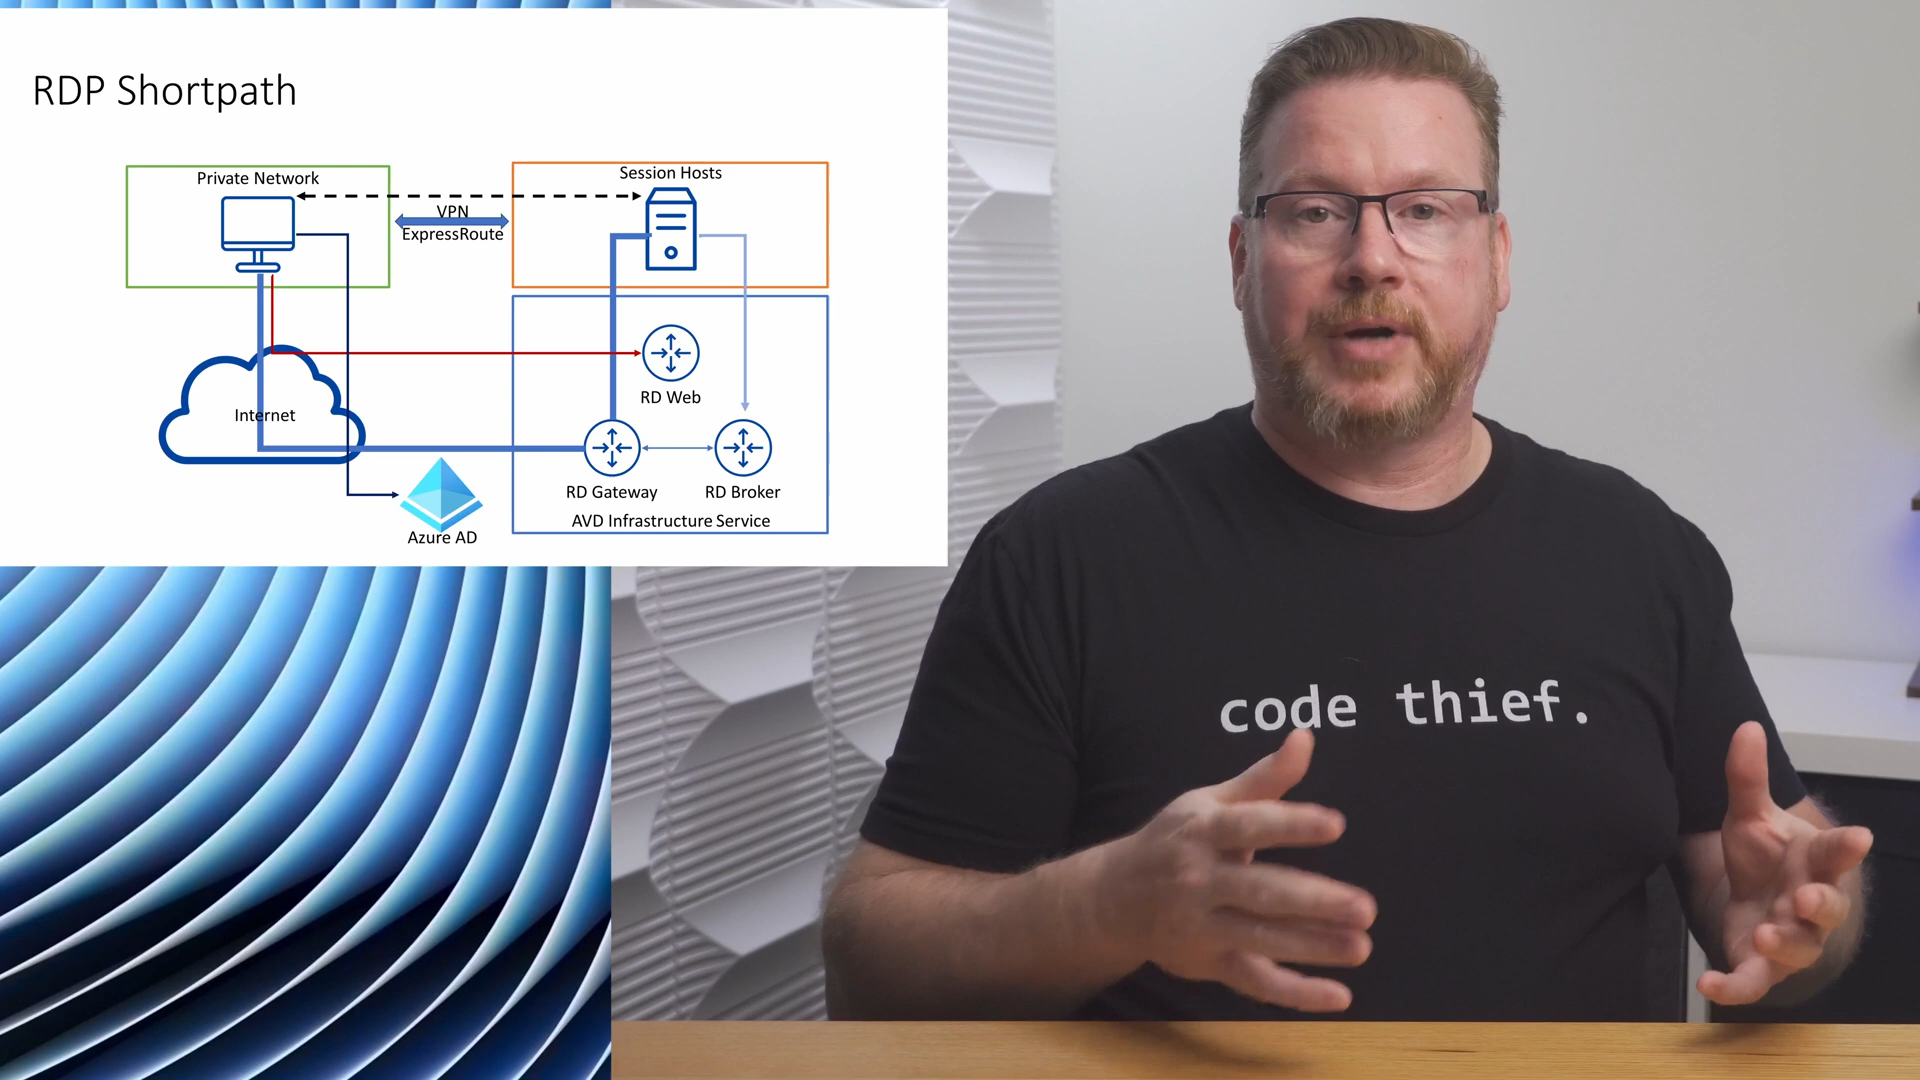 RDP Shortpath
Private Network
Session Hosts
VPN
ExpressRoute
RD Web
Internet
RD Gateway
RD Broker
AVD Infrastructure Service
Azure AD
code thief.